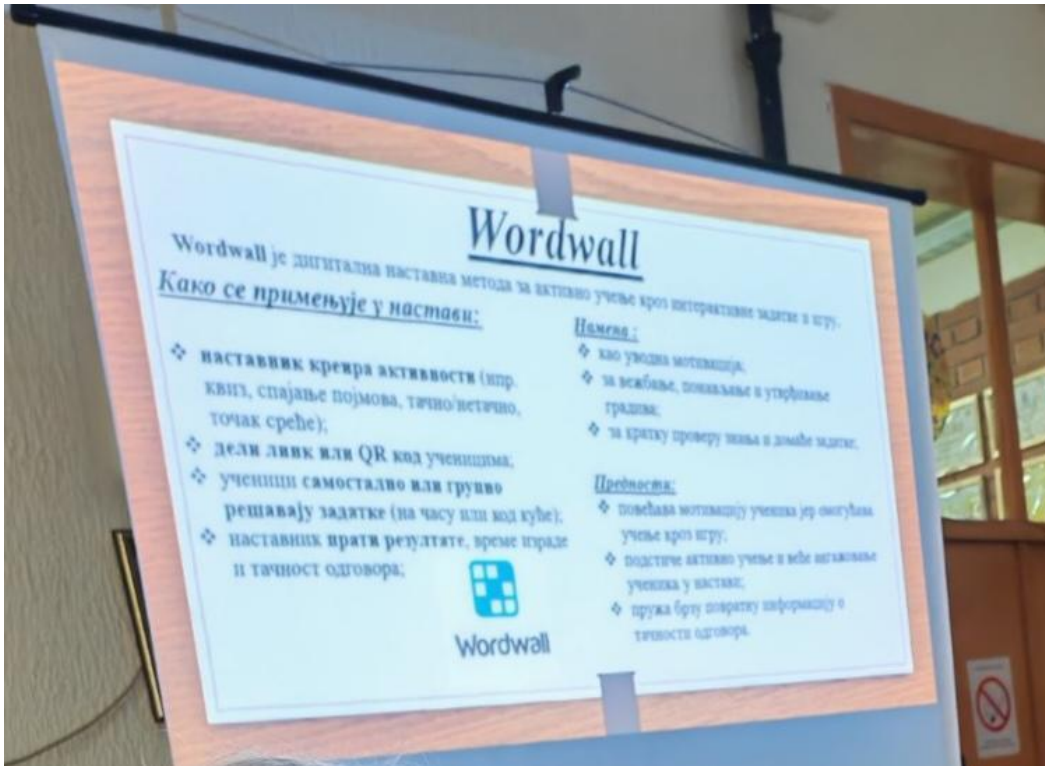 Wordwall
Wordwall је дигитална наставна метода за активно учење кроз интерактивне задатке и игру.
Како се примењује у настави:
❖ наставник креира активности (нпр.
квиз, спајање појмова, тачно/нетачно,
точак среће);
❖ дели линк или QR код ученицима;
❖ ученици самостално или групно
решавају задатке (на часу или код куће);
❖ наставник прати резултате, време израде
и тачност одговора;
Wordwall
Намена :
❖ као уводна мотивација;
❖ за вежбање, понављање и утврђивање
градива;
❖ за кратку проверу знања и домаће задатке;
Предности:
❖ повећава мотивацију ученика јер омогућава
учење кроз игру;
❖ подстиче активно учење и веће ангажовање
ученика у настави;
❖ пружа брзу повратну информацију о
тачности одговора.